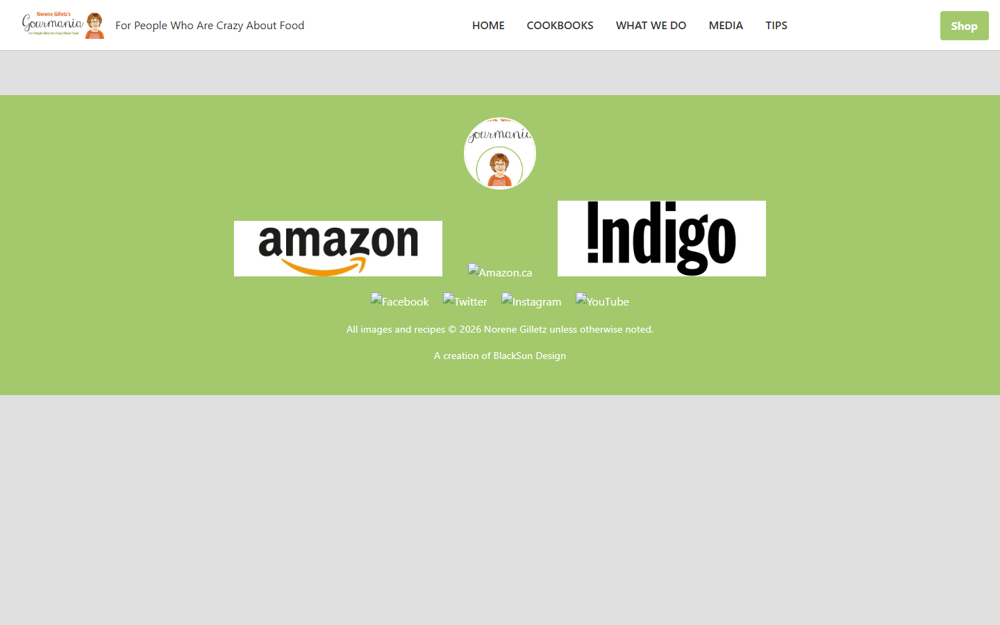 Norene Gilletz's
Gourmania
For People Who Are Crazy About Food
For People Who Are Crazy About Food
HOME
COOKBOOKS
WHAT WE DO
MEDIA
TIPS
Shop
Gourmania
amazon
Amazon.ca
Indigo
Facebook
Twitter
Instagram
YouTube
All images and recipes © 2026 Norene Gilletz unless otherwise noted.
A creation of BlackSun Design